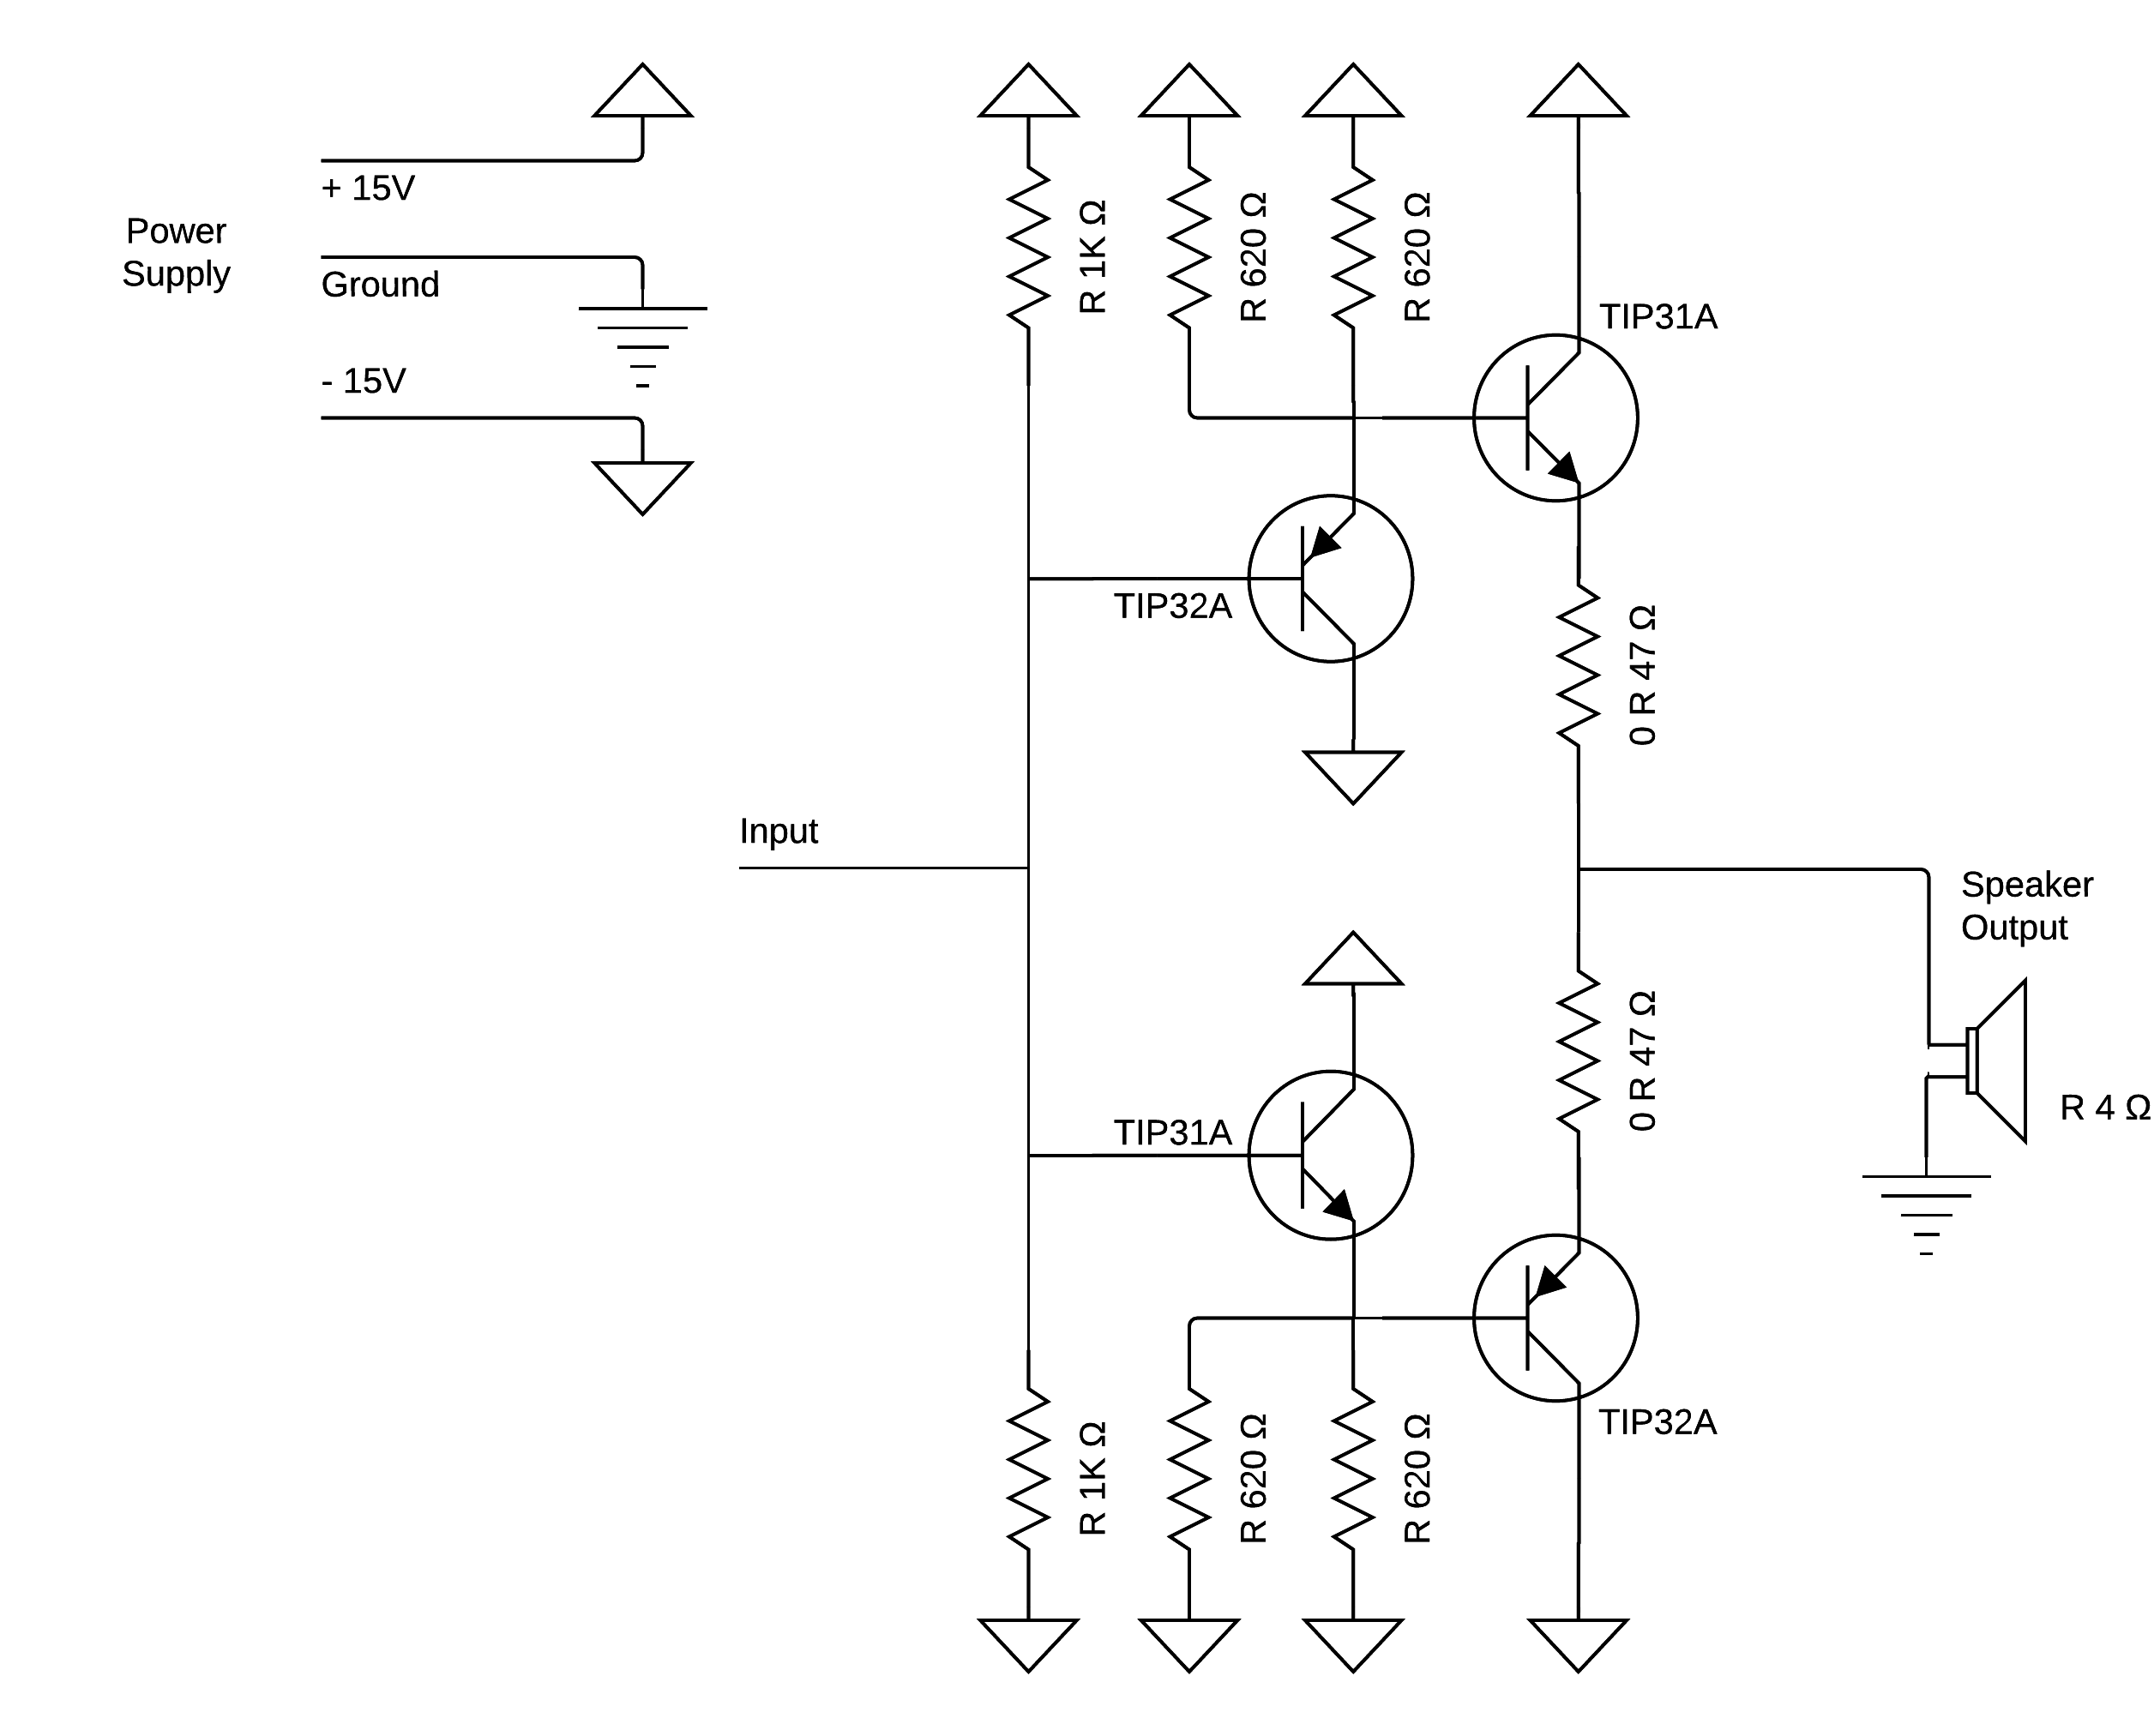 + 15V
Power
Supply
Ground
- 15V
R 1K Ω
R 620 Ω
R 620 Ω
TIP31A
TIP32A
0 R 47 Ω
Input
Speaker
Output
0 R 47 Ω
R 4 Ω
TIP31A
TIP32A
R 1K Ω
R 620 Ω
R 620 Ω